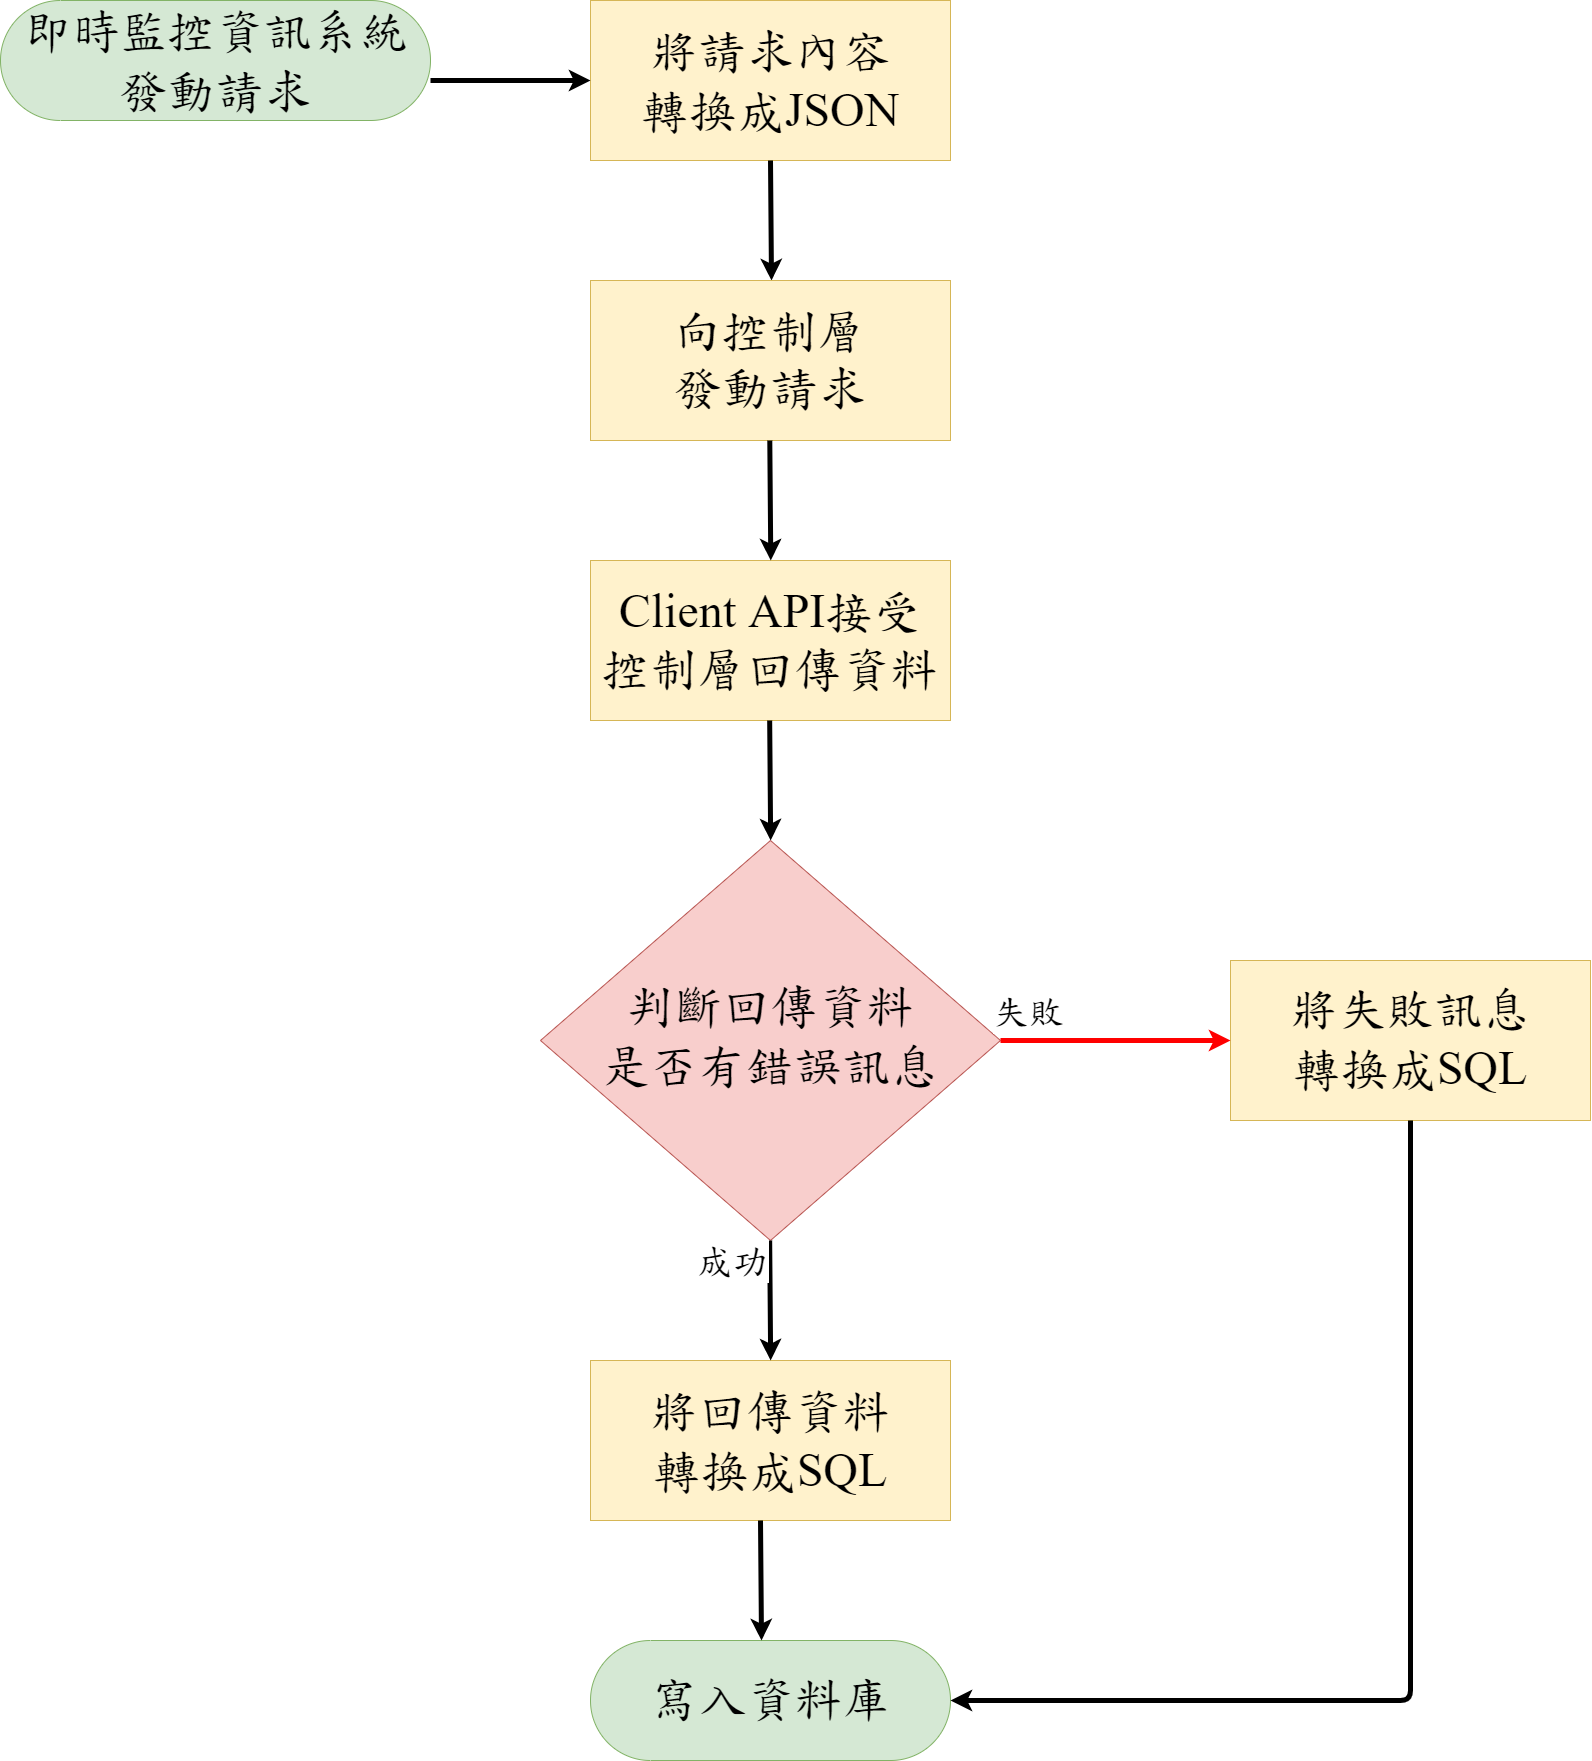 即時監控資訊系統
發動請求
將請求內容
轉換成JSON
向控制層
發動請求
Client API接受
控制層回傳資料
判斷回傳資料
是否有錯誤訊息
失敗
將失敗訊息
轉換成SQL
成功
將回傳資料
轉換成SQL
寫入資料庫